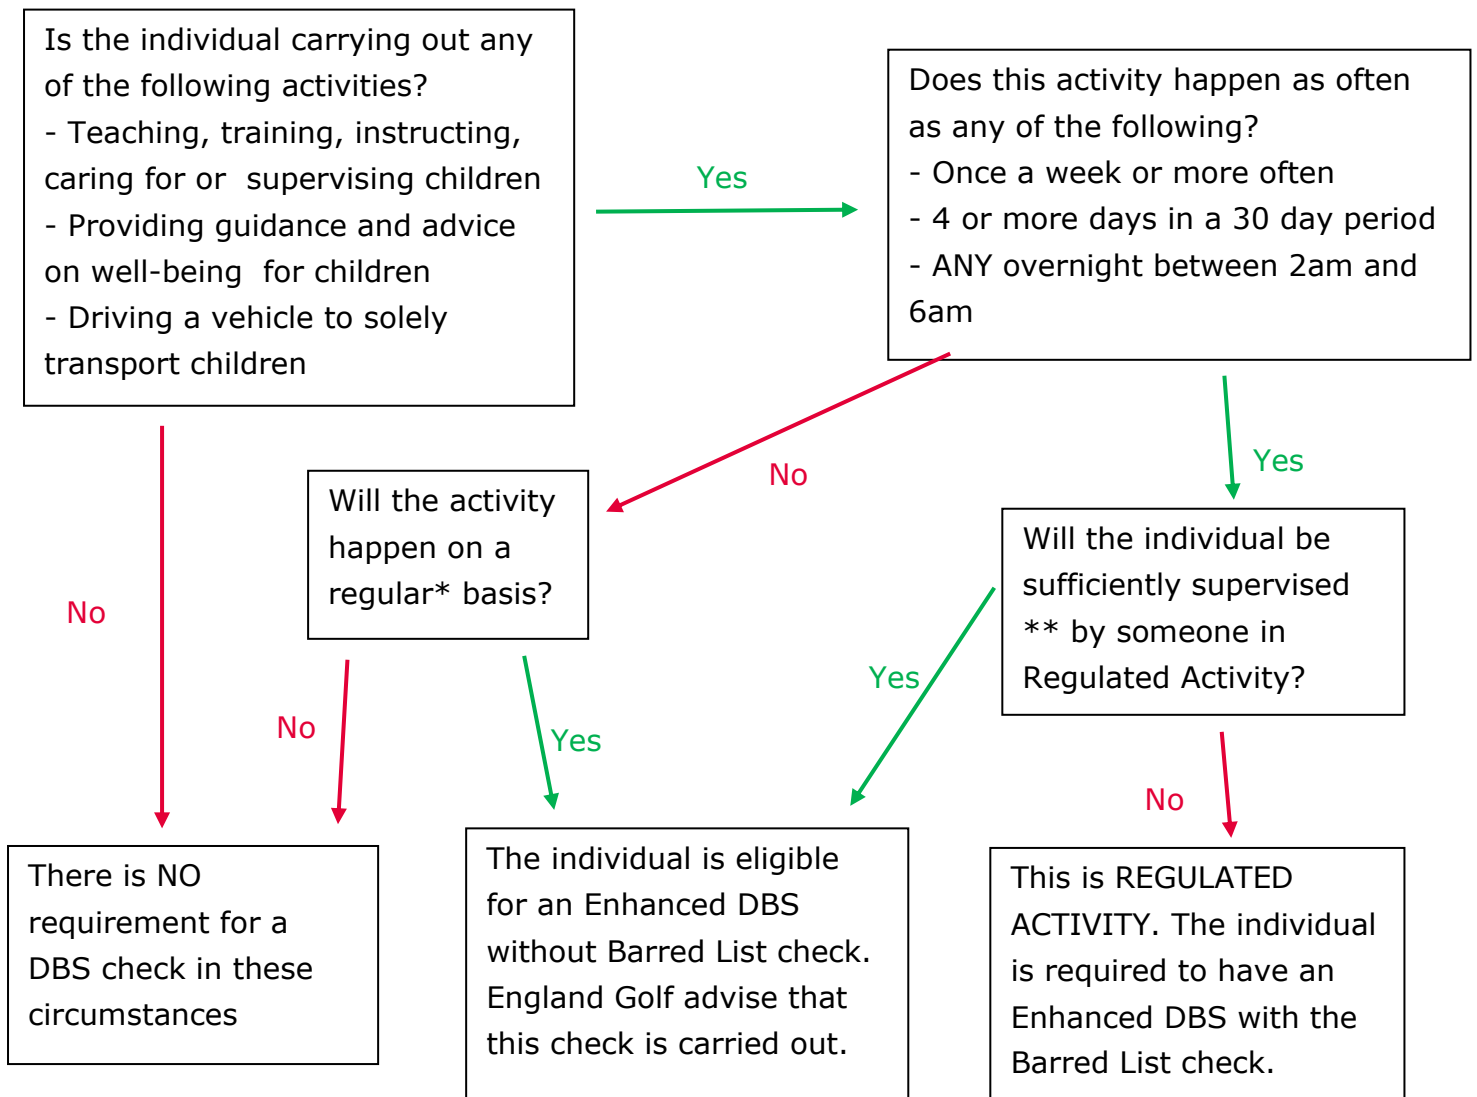 Is the individual carrying out any
of the following activities?
- Teaching, training, instructing,
caring for or supervising children
- Providing guidance and advice
on well-being for children
- Driving a vehicle to solely
transport children
Yes
Does this activity happen as often
as any of the following?
- Once a week or more often
- 4 or more days in a 30 day period
- ANY overnight between 2am and
6am
No
Yes
No
Will the activity
happen on a
regular* basis?
Will the individual be
sufficiently supervised
** by someone in
Regulated Activity?
No
Yes
Yes
No
There is NO
requirement for a
DBS check in these
circumstances
The individual is eligible
for an Enhanced DBS
without Barred List check.
England Golf advise that
this check is carried out.
This is REGULATED
ACTIVITY. The individual
is required to have an
Enhanced DBS with the
Barred List check.